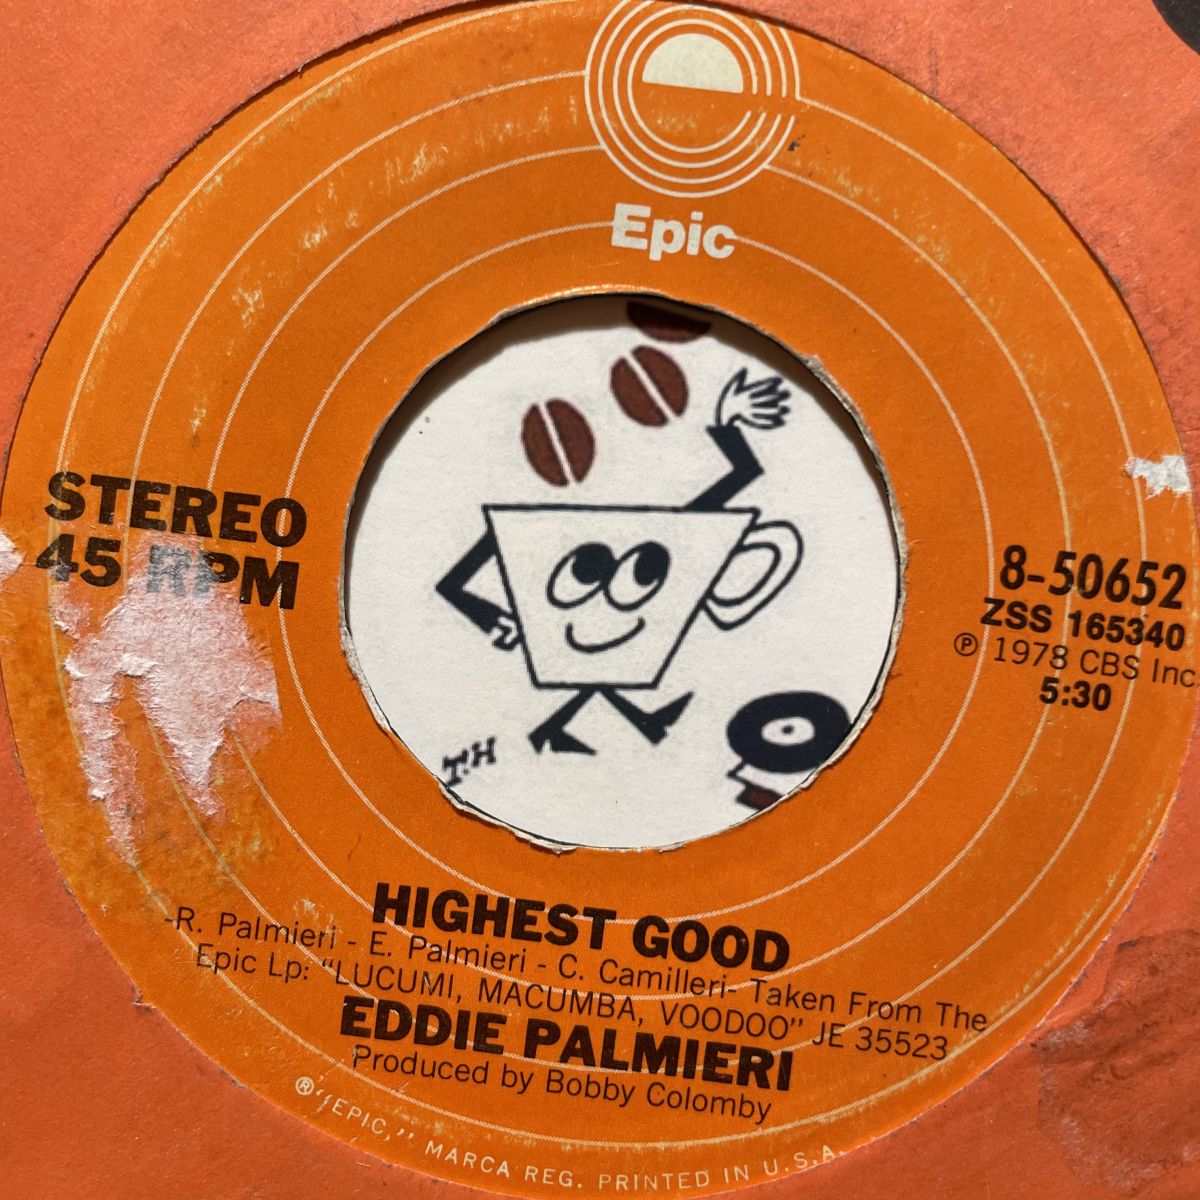 Epic
STEREO
45 RPM
8-50652
ZSS 165340
℗ 1978 CBS Inc.
5:30
T.H
HIGHEST GOOD
-R. Palmieri - E. Palmieri - C. Camilleri- Taken From The
Epic Lp: "LUCUMI, MACUMBA, VOODOO" JE 35523
EDDIE PALMIERI
Produced by Bobby Colomby
®"EPIC," MARCA REG. PRINTED IN U.S.A.